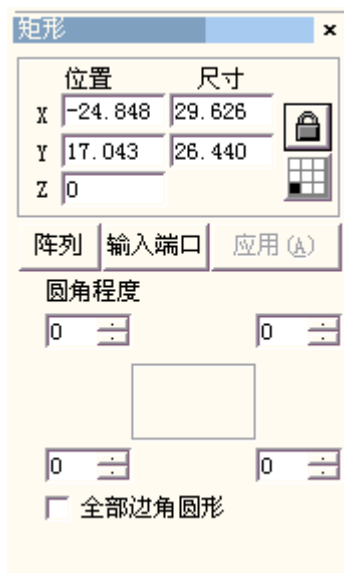 矩形
位置 尺寸
X -24.848 29.626
Y 17.043 26.440
Z 0
阵列 输入端口 应用(A)
圆角程度
0 0
0 0
全部边角圆形